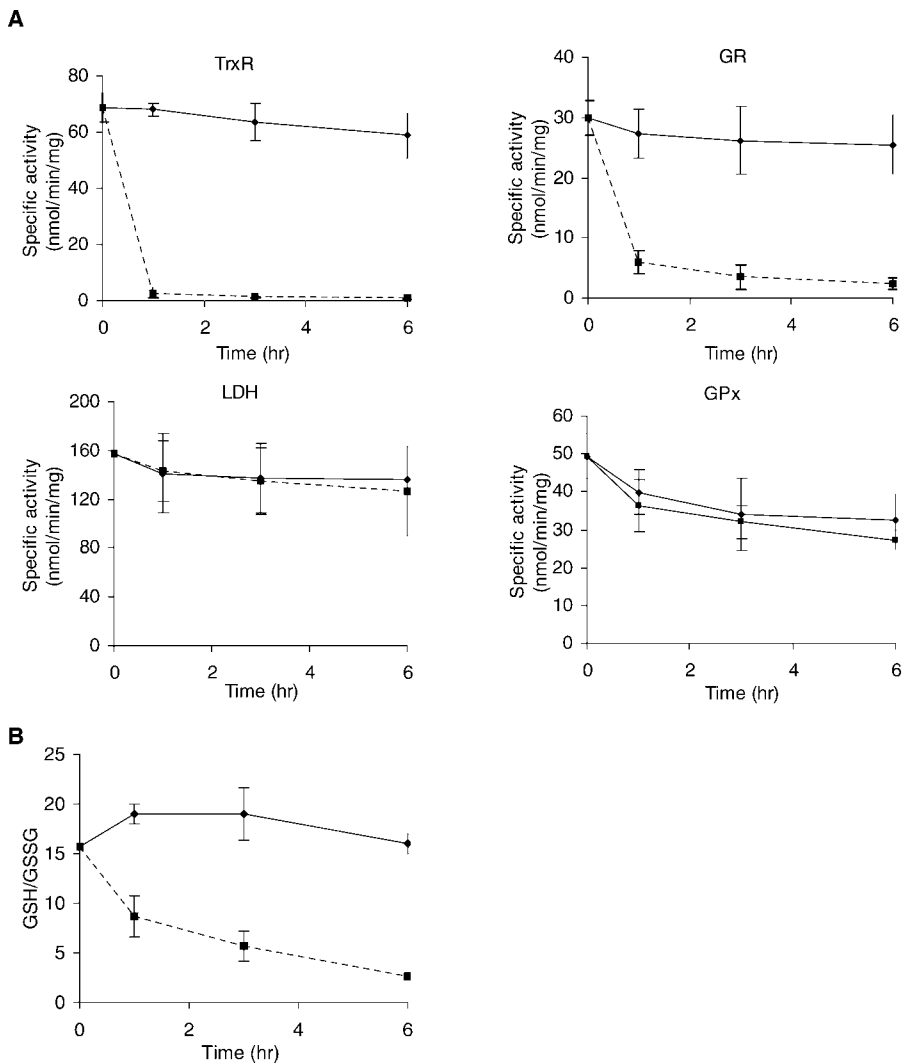 A
TrxR
80
60
40
20
0
0 2 4 6
Time (hr)
Specific activity
(nmol/min/mg)
GR
40
30
20
10
0
0 2 4 6
Time (hr)
Specific activity
(nmol/min/mg)
LDH
200
160
120
80
40
0
0 2 4 6
Time (hr)
Specific activity
(nmol/min/mg)
GPx
60
50
40
30
20
10
0
0 2 4 6
Time (hr)
Specific activity
(nmol/min/mg)
B
25
20
15
10
5
0
0 2 4 6
Time (hr)
GSH/GSSG